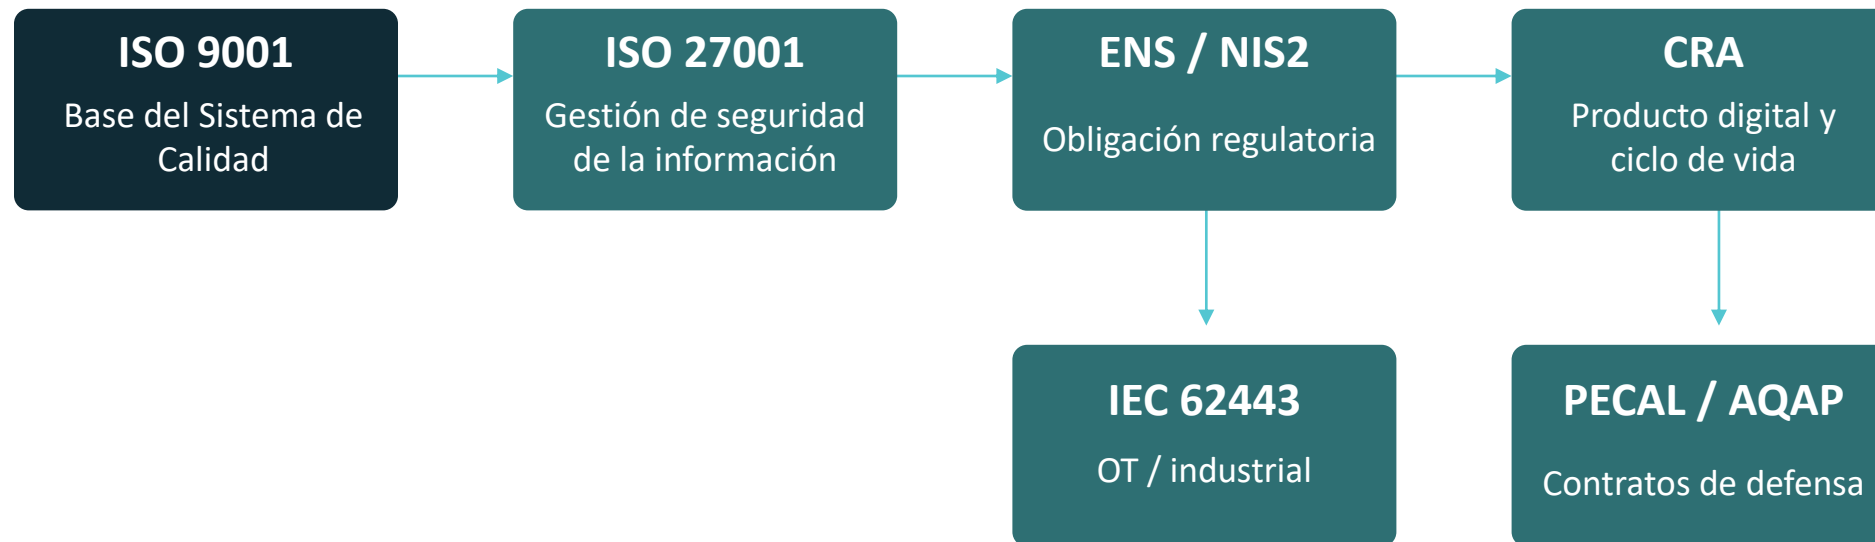 ISO 9001
Base del Sistema de
Calidad
ISO 27001
Gestión de seguridad
de la información
ENS / NIS2
Obligación regulatoria
CRA
Producto digital y
ciclo de vida
IEC 62443
OT / industrial
PECAL / AQAP
Contratos de defensa